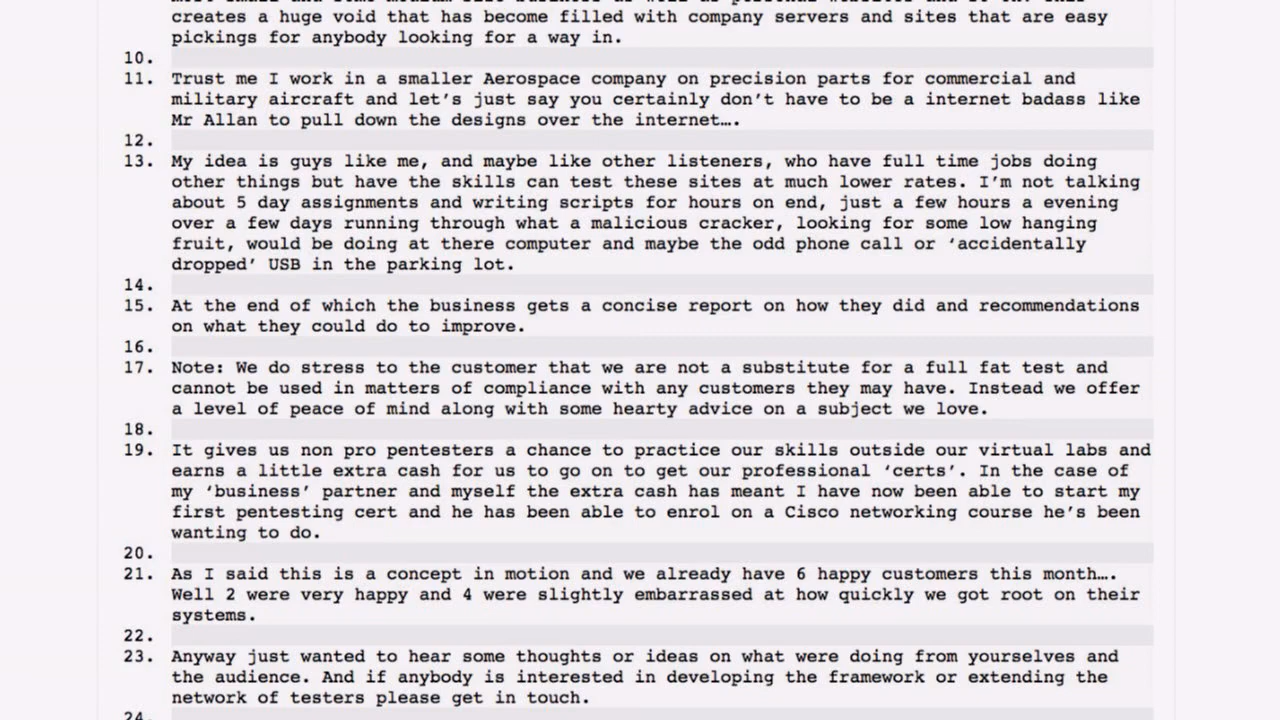 creates a huge void that has become filled with company servers and sites that are easy
pickings for anybody looking for a way in.
10.
11. Trust me I work in a smaller Aerospace company on precision parts for commercial and
military aircraft and let’s just say you certainly don’t have to be a internet badass like
Mr Allan to pull down the designs over the internet….
12.
13. My idea is guys like me, and maybe like other listeners, who have full time jobs doing
other things but have the skills can test these sites at much lower rates. I’m not talking
about 5 day assignments and writing scripts for hours on end, just a few hours a evening
over a few days running through what a malicious cracker, looking for some low hanging
fruit, would be doing at there computer and maybe the odd phone call or ‘accidentally
dropped’ USB in the parking lot.
14.
15. At the end of which the business gets a concise report on how they did and recommendations
on what they could do to improve.
16.
17. Note: We do stress to the customer that we are not a substitute for a full fat test and
cannot be used in matters of compliance with any customers they may have. Instead we offer
a level of peace of mind along with some hearty advice on a subject we love.
18.
19. It gives us non pro pentesters a chance to practice our skills outside our virtual labs and
earns a little extra cash for us to go on to get our professional ‘certs’. In the case of
my ‘business’ partner and myself the extra cash has meant I have now been able to start my
first pentesting cert and he has been able to enrol on a Cisco networking course he’s been
wanting to do.
20.
21. As I said this is a concept in motion and we already have 6 happy customers this month….
Well 2 were very happy and 4 were slightly embarrassed at how quickly we got root on their
systems.
22.
23. Anyway just wanted to hear some thoughts or ideas on what were doing from yourselves and
the audience. And if anybody is interested in developing the framework or extending the
network of testers please get in touch.
24.